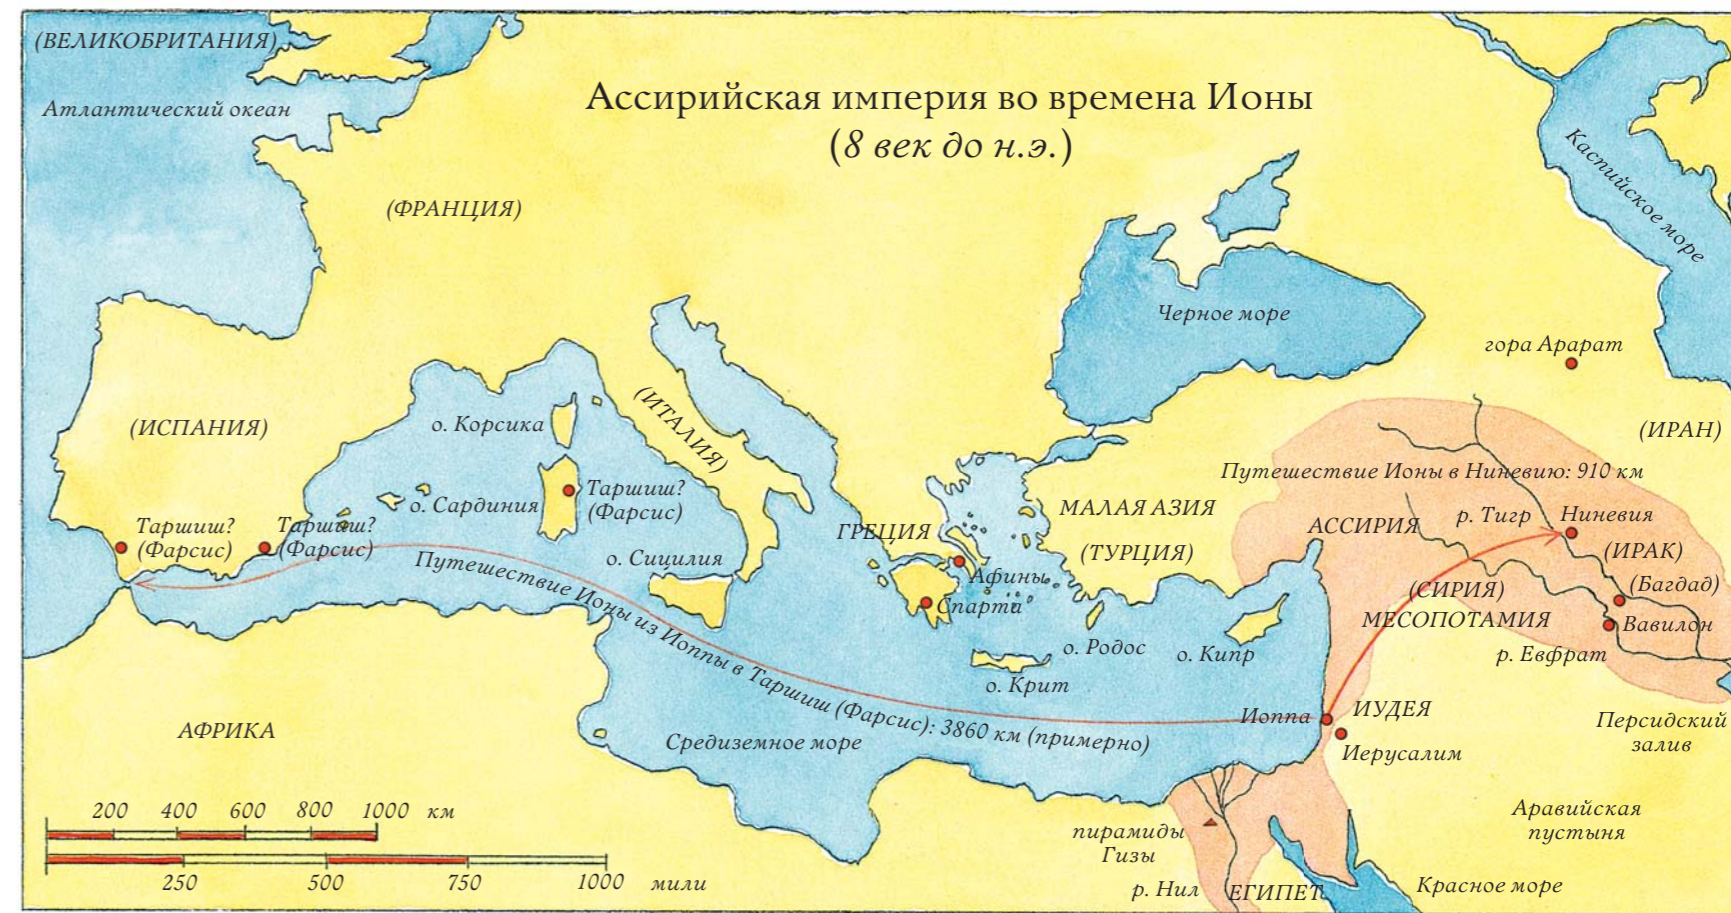 (ВЕЛИКОБРИТАНИЯ)
Атлантический океан
Ассирийская империя во времена Ионы
(8 век до н.э.)
Каспийское море
(ФРАНЦИЯ)
Черное море
гора Арарат
(ИСПАНИЯ)
о. Корсика
(ИТАЛИЯ)
(ИРАН)
Путешествие Ионы в Ниневию: 910 км
о. Сардиния
Таршиш?
(Фарсис)
МАЛАЯ АЗИЯ
(ТУРЦИЯ)
ГРЕЦИЯ
АССИРИЯ
р. Тигр
Ниневия
(ИРАК)
Таршиш?
(Фарсис)
Таршиш?
(Фарсис)
о. Сицилия
Афины
Спарта
(Багдад)
(СИРИЯ)
МЕСОПОТАМИЯ
Вавилон
р. Евфрат
Путешествие Ионы из Иоппы в Таршиш (Фарсис): 3860 км (примерно)
о. Родос
о. Кипр
о. Крит
Иоппа
ИУДЕЯ
Иерусалим
Персидский
залив
АФРИКА
Средиземное море
200 400 600 800 1000 км
250 500 750 1000 мили
пирамиды
Гизы
Аравийская
пустыня
р. Нил
ЕГИПЕТ
Красное море